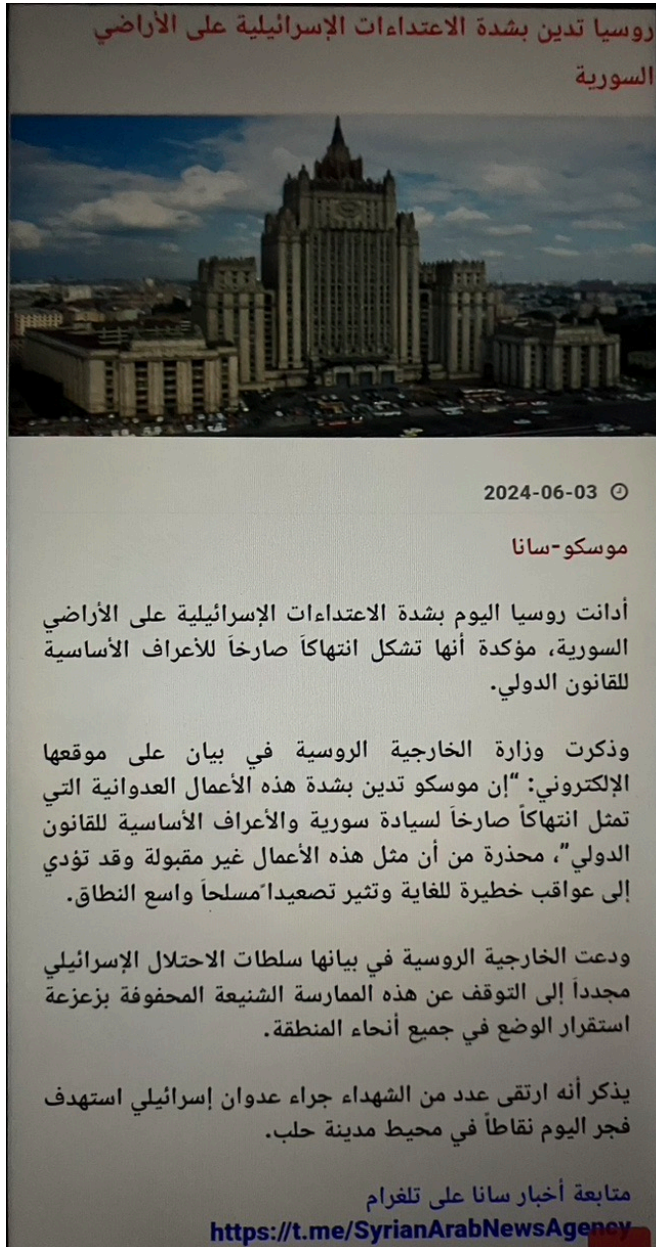 روسيا تدين بشدة الاعتداءات الإسرائيلية على الأراضي
السورية
2024-06-03
موسكو-سانا
أدانت روسيا اليوم بشدة الاعتداءات الإسرائيلية على الأراضي
السورية، مؤكدة أنها تشكل انتهاكاَ صارخاَ للأعراف الأساسية
للقانون الدولي.
وذكرت وزارة الخارجية الروسية في بيان على موقعها
الإلكتروني: “إن موسكو تدين بشدة هذه الأعمال العدوانية التي
تمثل انتهاكاً صارخاَ لسيادة سورية والأعراف الأساسية للقانون
الدولي”، محذرة من أن مثل هذه الأعمال غير مقبولة وقد تؤدي
إلى عواقب خطيرة للغاية وتثير تصعيدا ًمسلحاَ واسع النطاق.
ودعت الخارجية الروسية في بيانها سلطات الاحتلال الإسرائيلي
مجدداَ إلى التوقف عن هذه الممارسة الشنيعة المحفوفة بزعزعة
استقرار الوضع في جميع أنحاء المنطقة.
يذكر أنه ارتقى عدد من الشهداء جراء عدوان إسرائيلي استهدف
فجر اليوم نقاطاً في محيط مدينة حلب.
متابعة أخبار سانا على تلغرام
https://t.me/SyrianArabNewsAgency